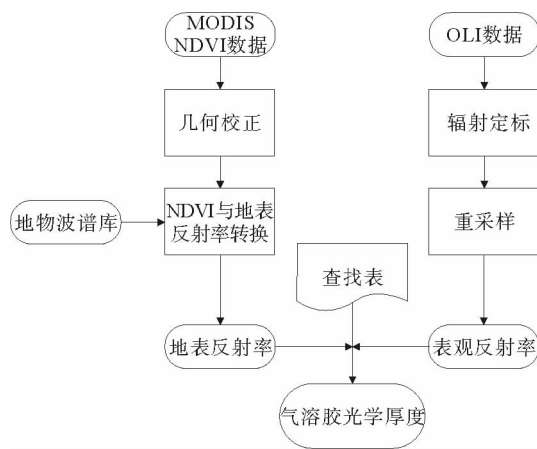 MODIS
NDVI数据
OLI数据
几何校正
辐射定标
地物波谱库
NDVI与地表
反射率转换
重采样
查找表
地表反射率
表观反射率
气溶胶光学厚度